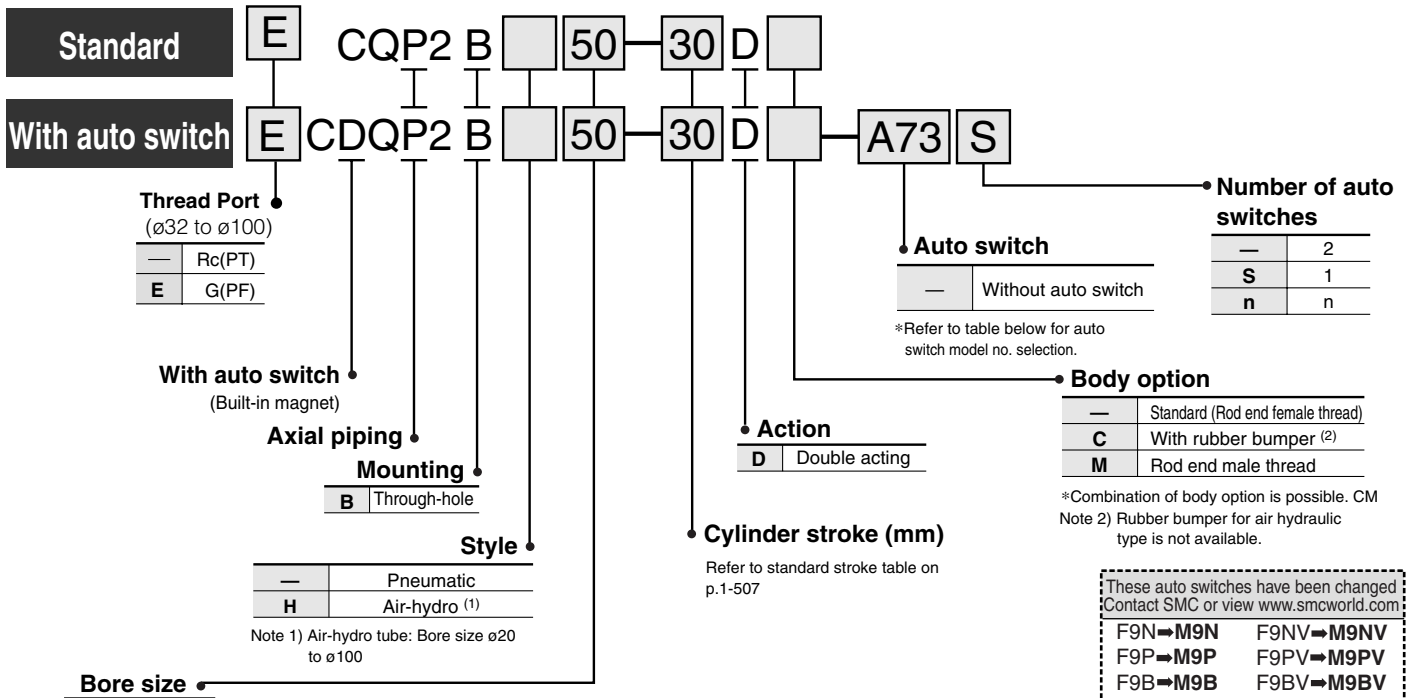 Standard
E CQP2 B 50-30 D
With auto switch
E CDQP2 B 50-30 D - A73 S
Thread Port
(ø32 to ø100)
— Rc(PT)
E G(PF)
Number of auto
switches
— 2
S 1
n n
Auto switch
— Without auto switch
*Refer to table below for auto
switch model no. selection.
With auto switch
(Built-in magnet)
Axial piping
Mounting
B Through-hole
Action
D Double acting
Body option
— Standard (Rod end female thread)
C With rubber bumper (2)
M Rod end male thread
*Combination of body option is possible. CM
Note 2) Rubber bumper for air hydraulic
type is not available.
Style
— Pneumatic
H Air-hydro (1)
Note 1) Air-hydro tube: Bore size ø20
to ø100
Cylinder stroke (mm)
Refer to standard stroke table on
p.1-507
These auto switches have been changed
Contact SMC or view www.smcworld.com
F9N➡M9N F9NV➡M9NV
F9P➡M9P F9PV➡M9PV
F9B➡M9B F9BV➡M9BV
Bore size